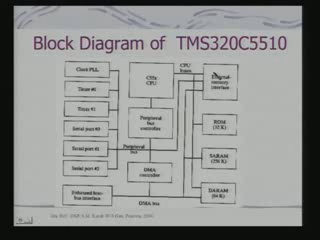 Block Diagram of TMS320C5510
Clock PLL
Timer #0
Timer #1
Serial port #0
Serial port #1
Serial port #2
Enhanced host-
bus interface
C55x
CPU
Peripheral
bus
controller
Peripheral
bus
DMA
controller
DMA bus
CPU
buses
External-
memory
interface
ROM
(32 K)
SARAM
(256 K)
DARAM
(64 K)